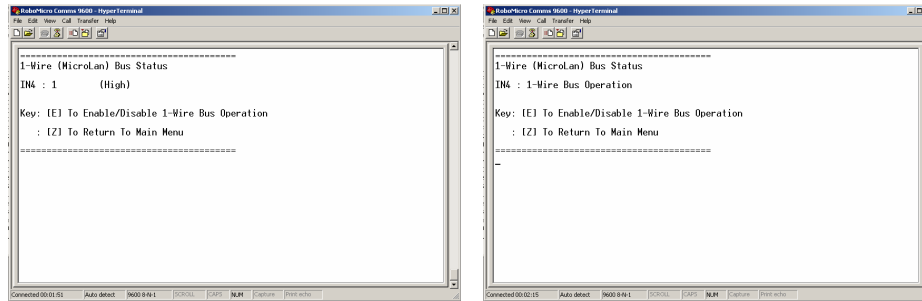 RoboMicro Comms 9600 - HyperTerminal
File Edit View Call Transfer Help
=======================================
1-Wire (MicroLan) Bus Status
IN4 : 1 (High)
Key: [E] To Enable/Disable 1-Wire Bus Operation
: [Z] To Return To Main Menu
=======================================
Connected 00:01:51 Auto detect 9600 8-N-1 SCROLL CAPS NUM Capture Print echo
RoboMicro Comms 9600 - HyperTerminal
File Edit View Call Transfer Help
=======================================
1-Wire (MicroLan) Bus Status
IN4 : 1-Wire Bus Operation
Key: [E] To Enable/Disable 1-Wire Bus Operation
: [Z] To Return To Main Menu
=======================================
_
Connected 00:02:15 Auto detect 9600 8-N-1 SCROLL CAPS NUM Capture Print echo